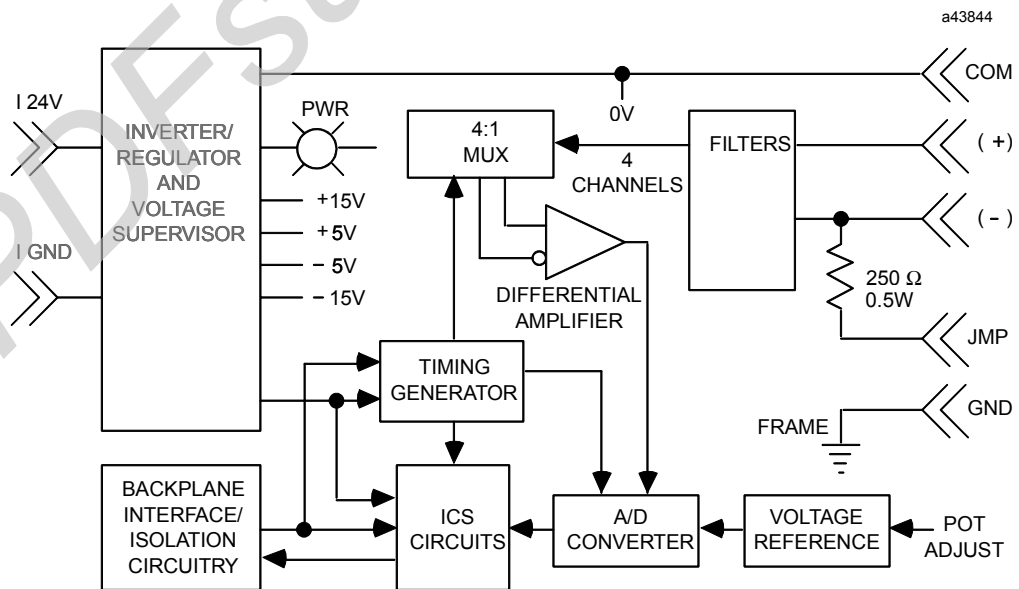 a43844
COM
I 24V
PWR
INVERTER/
REGULATOR
AND
VOLTAGE
SUPERVISOR
+15V
+5V
- 5V
- 15V
I GND
4:1
MUX
4
CHANNELS
0V
FILTERS
( + )
( - )
250 Ω
0.5W
JMP
GND
FRAME
DIFFERENTIAL
AMPLIFIER
TIMING
GENERATOR
BACKPLANE
INTERFACE/
ISOLATION
CIRCUITRY
ICS
CIRCUITS
A/D
CONVERTER
VOLTAGE
REFERENCE
POT
ADJUST